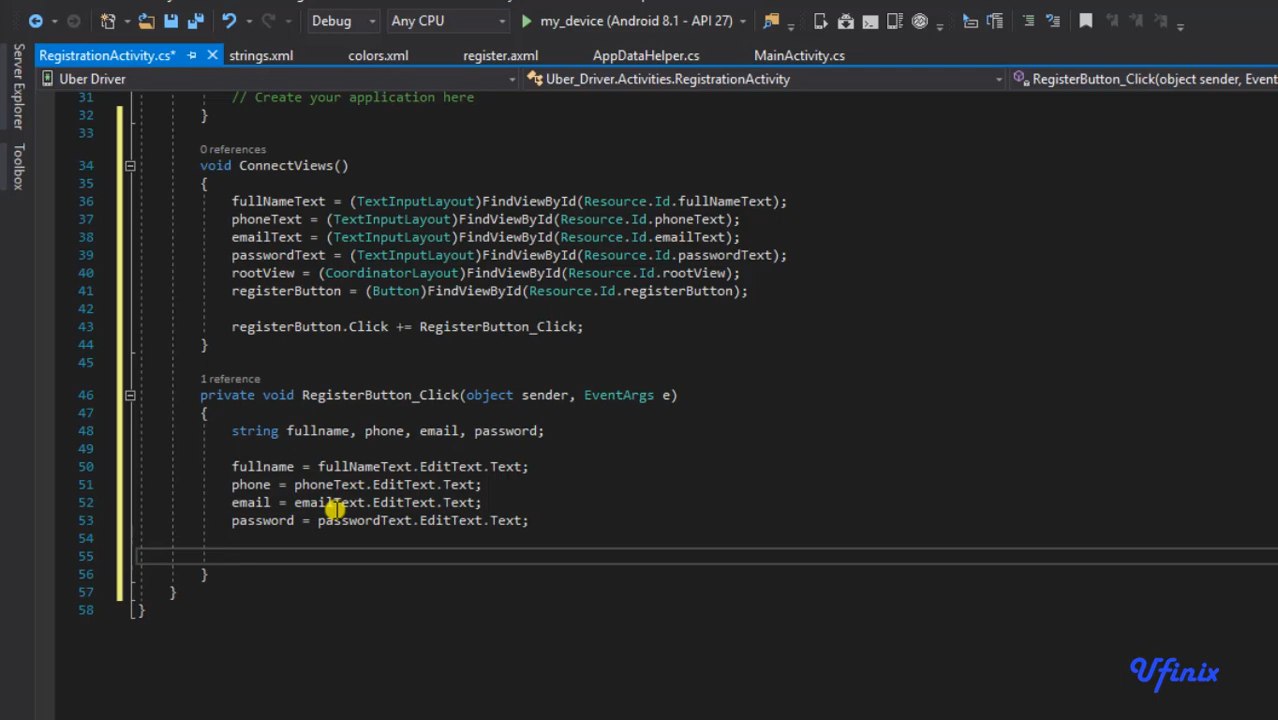 Debug
Any CPU
my_device (Android 8.1 - API 27)
RegistrationActivity.cs*
strings.xml
colors.xml
register.axml
AppDataHelper.cs
MainActivity.cs
Server Explorer
Toolbox
Uber Driver
Uber_Driver.Activities.RegistrationActivity
RegisterButton_Click(object sender, Event
31 // Create your application here
32 }
33
0 references
34 void ConnectViews()
35 {
36 fullNameText = (TextInputLayout)FindViewById(Resource.Id.fullNameText);
37 phoneText = (TextInputLayout)FindViewById(Resource.Id.phoneText);
38 emailText = (TextInputLayout)FindViewById(Resource.Id.emailText);
39 passwordText = (TextInputLayout)FindViewById(Resource.Id.passwordText);
40 rootView = (CoordinatorLayout)FindViewById(Resource.Id.rootView);
41 registerButton = (Button)FindViewById(Resource.Id.registerButton);
42
43 registerButton.Click += RegisterButton_Click;
44 }
45
1 reference
46 private void RegisterButton_Click(object sender, EventArgs e)
47 {
48 string fullname, phone, email, password;
49
50 fullname = fullNameText.EditText.Text;
51 phone = phoneText.EditText.Text;
52 email = emailText.EditText.Text;
53 password = passwordText.EditText.Text;
54
55
56 }
57 }
58 }
Ufinix